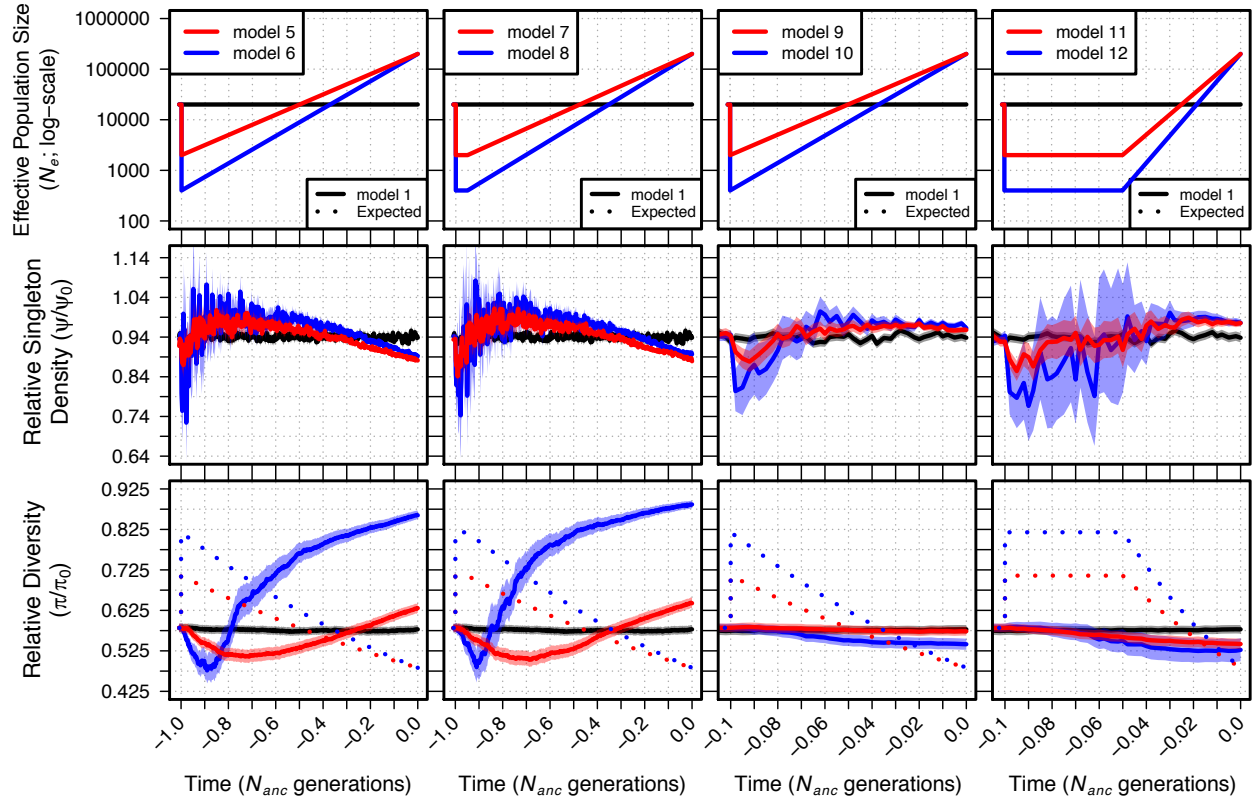 Effective Population Size
(Ne; log−scale)
1000000
100000
10000
1000
100
model 5
model 6
model 1
Expected
model 7
model 8
model 1
Expected
model 9
model 10
model 1
Expected
model 11
model 12
model 1
Expected
Relative Singleton
Density (ψ/ψ0)
1.14
1.04
0.94
0.84
0.74
0.64
Relative Diversity
(π/π0)
0.925
0.825
0.725
0.625
0.525
0.425
−1.0
−0.8
−0.6
−0.4
−0.2
0.0
−1.0
−0.8
−0.6
−0.4
−0.2
0.0
−0.1
−0.08
−0.06
−0.04
−0.02
0.0
−0.1
−0.08
−0.06
−0.04
−0.02
0.0
Time (Nanc generations)
Time (Nanc generations)
Time (Nanc generations)
Time (Nanc generations)